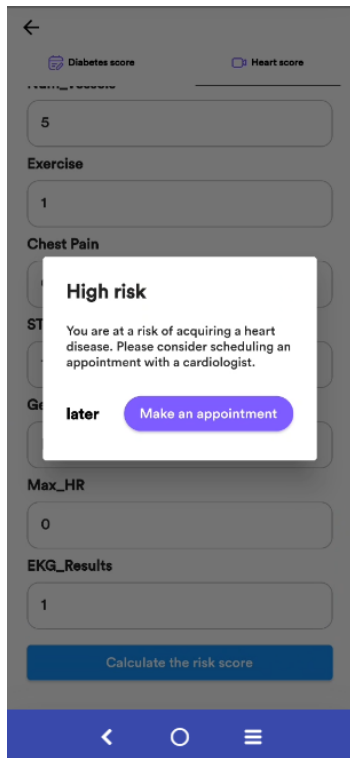 Diabetes score
Heart score
5
Exercise
1
Chest Pain
High risk
You are at a risk of acquiring a heart
disease. Please consider scheduling an
appointment with a cardiologist.
ST
Ge
later
Make an appointment
Max_HR
0
EKG_Results
1
Calculate the risk score